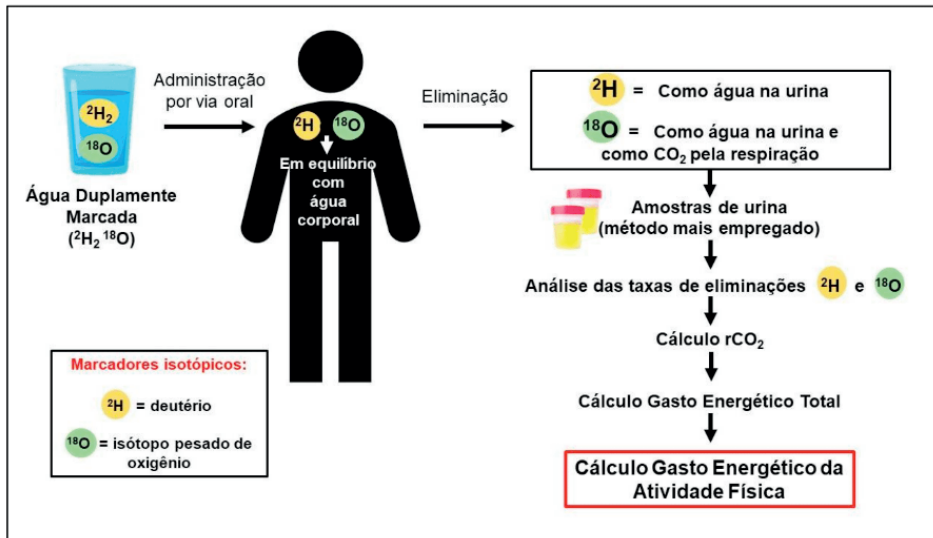 ²H₂
¹⁸O
Água Duplamente
Marcada
(²H₂ ¹⁸O)
Administração
por via oral
²H ¹⁸O
Em equilíbrio
com
água
corporal
Eliminação
²H = Como água na urina
¹⁸O = Como água na urina e
como CO₂ pela respiração
Amostras de urina
(método mais empregado)
Análise das taxas de eliminações ²H e ¹⁸O
Cálculo rCO₂
Cálculo Gasto Energético Total
Cálculo Gasto Energético da
Atividade Física
Marcadores isotópicos:
²H = deutério
¹⁸O = isótopo pesado de
oxigênio